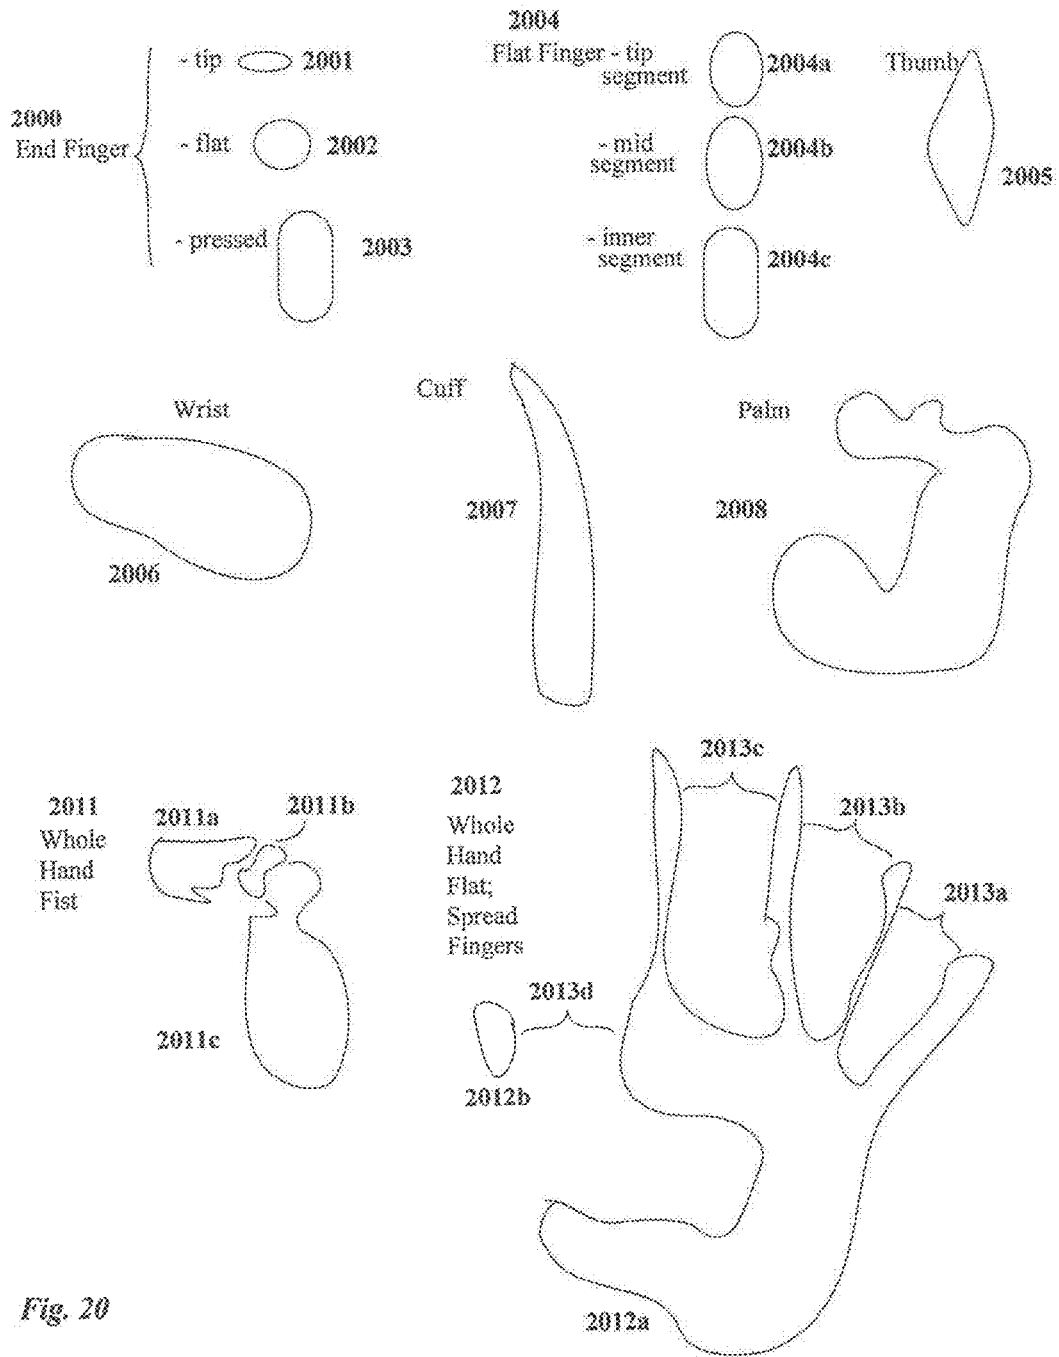 2000
End Finger
- tip
2001
- flat
2002
- pressed
2003
2004
Flat Finger - tip
segment
2004a
- mid
segment
2004b
- inner
segment
2004c
Thumb
2005
Wrist
2006
Cuff
2007
Palm
2008
2011
Whole
Hand
Fist
2011a
2011b
2011c
2012
Whole
Hand
Flat;
Spread
Fingers
2013c
2013b
2013a
2013d
2012b
2012a
Fig. 20